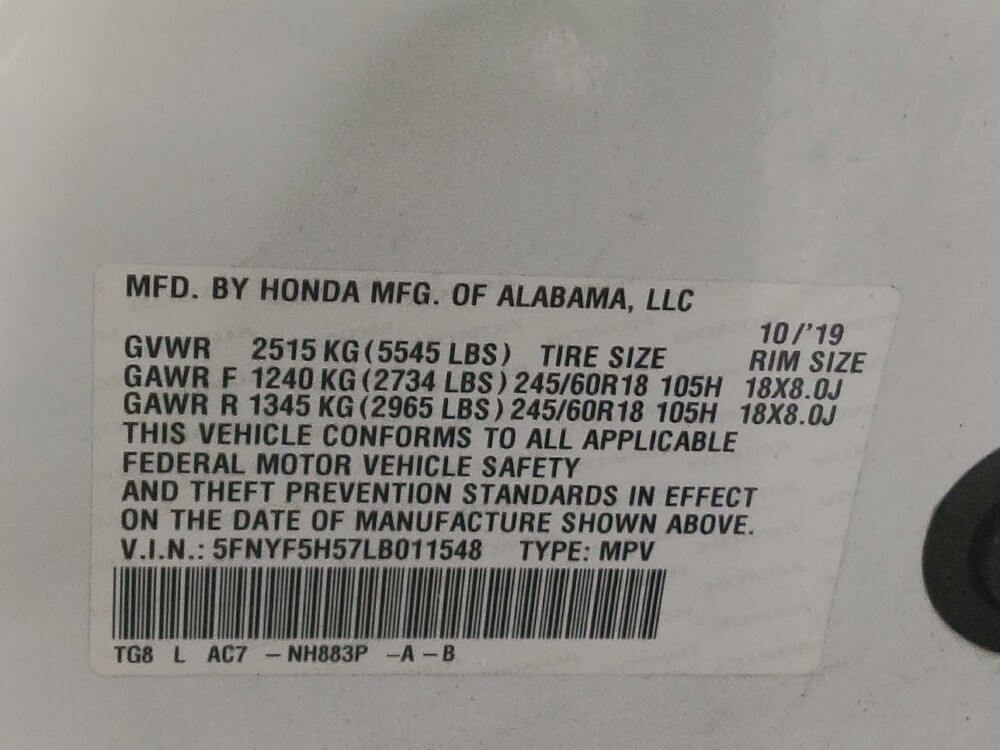 MFD. BY HONDA MFG. OF ALABAMA, LLC
10/'19
GVWR 2515 KG (5545 LBS) TIRE SIZE RIM SIZE
GAWR F 1240 KG (2734 LBS) 245/60R18 105H 18X8.0J
GAWR R 1345 KG (2965 LBS) 245/60R18 105H 18X8.0J
THIS VEHICLE CONFORMS TO ALL APPLICABLE
FEDERAL MOTOR VEHICLE SAFETY
AND THEFT PREVENTION STANDARDS IN EFFECT
ON THE DATE OF MANUFACTURE SHOWN ABOVE.
V.I.N.: 5FNYF5H57LB011548 TYPE: MPV
TG8 L AC7 – NH883P – A – B